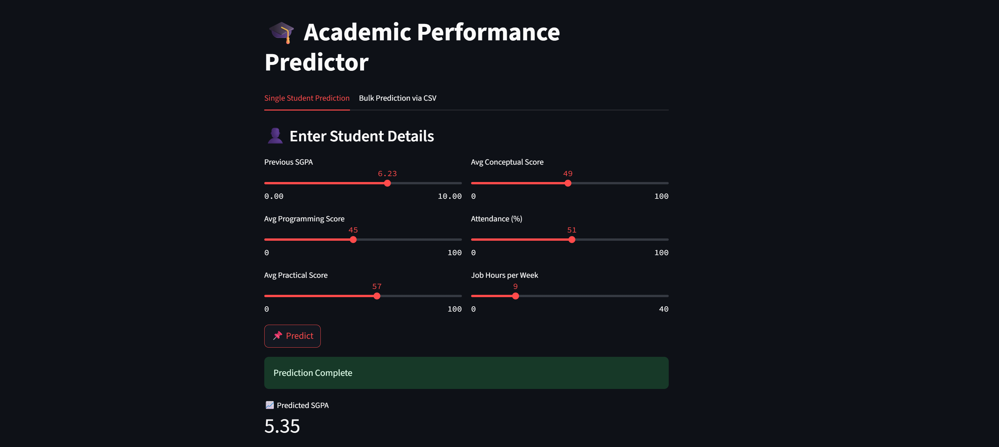 Academic Performance
Predictor
Single Student Prediction Bulk Prediction via CSV
Enter Student Details
Previous SGPA
6.23
0.00 10.00
Avg Conceptual Score
49
0 100
Avg Programming Score
45
0 100
Attendance (%)
51
0 100
Avg Practical Score
57
0 100
Job Hours per Week
9
0 40
Predict
Prediction Complete
Predicted SGPA
5.35